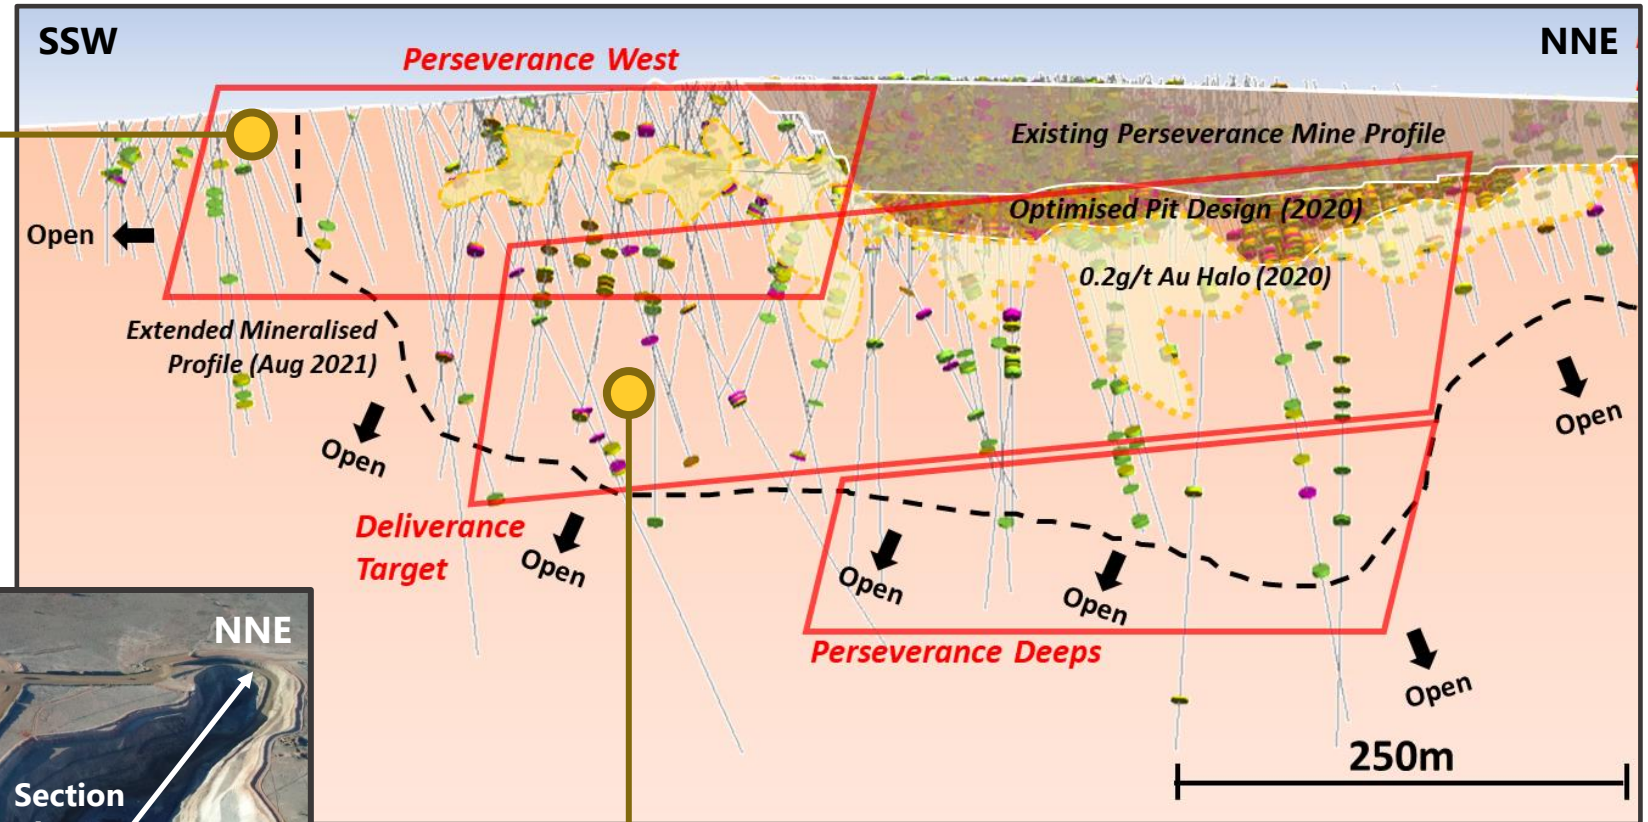 SSW
NNE
Perseverance West
Existing Perseverance Mine Profile
Optimised Pit Design (2020)
Open
0.2g/t Au Halo (2020)
Extended Mineralised
Profile (Aug 2021)
Open
Open
Deliverance
Target
Open
Open
Open
Perseverance Deeps
Open
250m
NNE
Section